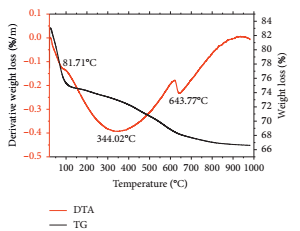 0.1
0.0
−0.1
−0.2
−0.3
−0.4
−0.5
Derivative weight loss (%/m)
81.71°C
344.02°C
643.77°C
84
82
80
78
76
74
72
70
68
66
Weight loss (%)
100 200 300 400 500 600 700 800 900 1000
Temperature (°C)
DTA
TG